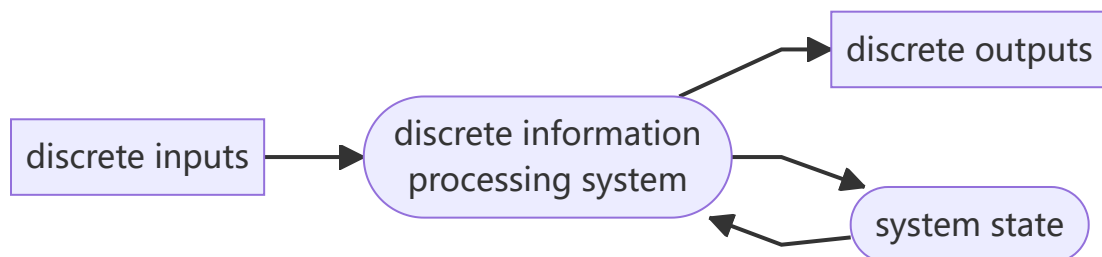 discrete inputs
discrete information
processing system
discrete outputs
system state